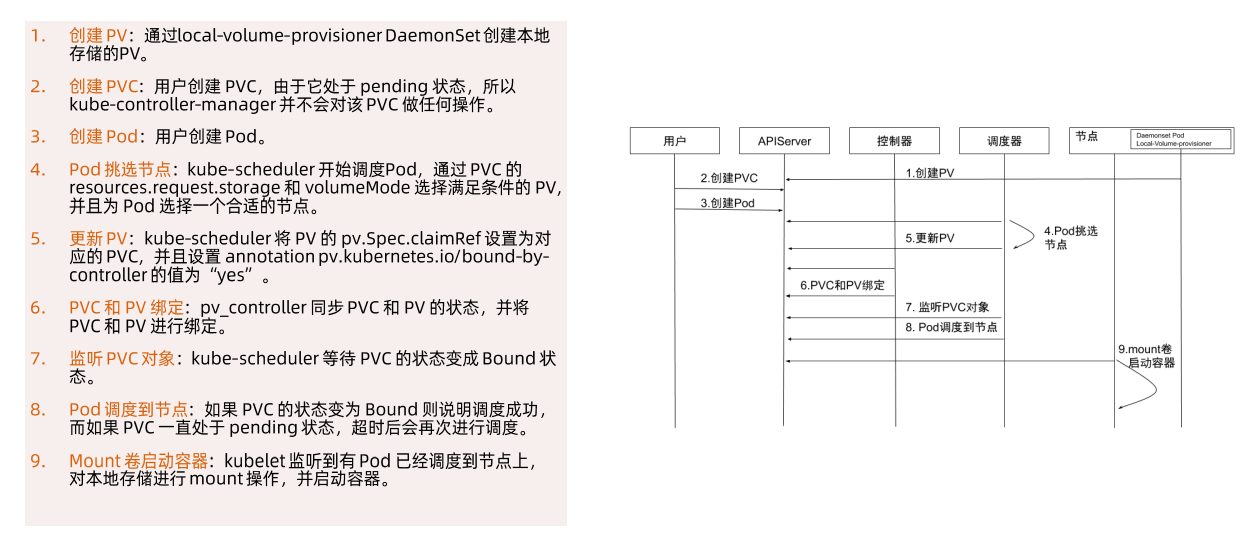 1. 创建 PV：通过local-volume-provisioner DaemonSet 创建本地
存储的PV。
2. 创建 PVC：用户创建 PVC，由于它处于 pending 状态，所以
kube-controller-manager 并不会对该 PVC 做任何操作。
3. 创建 Pod：用户创建 Pod。
4. Pod 挑选节点：kube-scheduler 开始调度Pod，通过 PVC 的
resources.request.storage 和 volumeMode 选择满足条件的 PV，
并且为 Pod 选择一个合适的节点。
5. 更新 PV：kube-scheduler 将 PV 的 pv.Spec.claimRef 设置为对
应的 PVC，并且设置 annotation pv.kubernetes.io/bound-by-
controller 的值为“yes”。
6. PVC 和 PV 绑定：pv_controller 同步 PVC 和 PV 的状态，并将
PVC 和 PV 进行绑定。
7. 监听 PVC 对象：kube-scheduler 等待 PVC 的状态变成 Bound 状
态。
8. Pod 调度到节点：如果 PVC 的状态变为 Bound 则说明调度成功，
而如果 PVC 一直处于 pending 状态，超时后会再次进行调度。
9. Mount 卷启动容器：kubelet 监听到有 Pod 已经调度到节点上，
对本地存储进行 mount 操作，并启动容器。
用户
APIServer
控制器
调度器
节点
Daemonset Pod
Local-Volume-provisioner
1.创建PV
2.创建PVC
3.创建Pod
4.Pod挑选
节点
5.更新PV
6.PVC和PV绑定
7. 监听PVC对象
8. Pod调度到节点
9.mount卷
启动容器